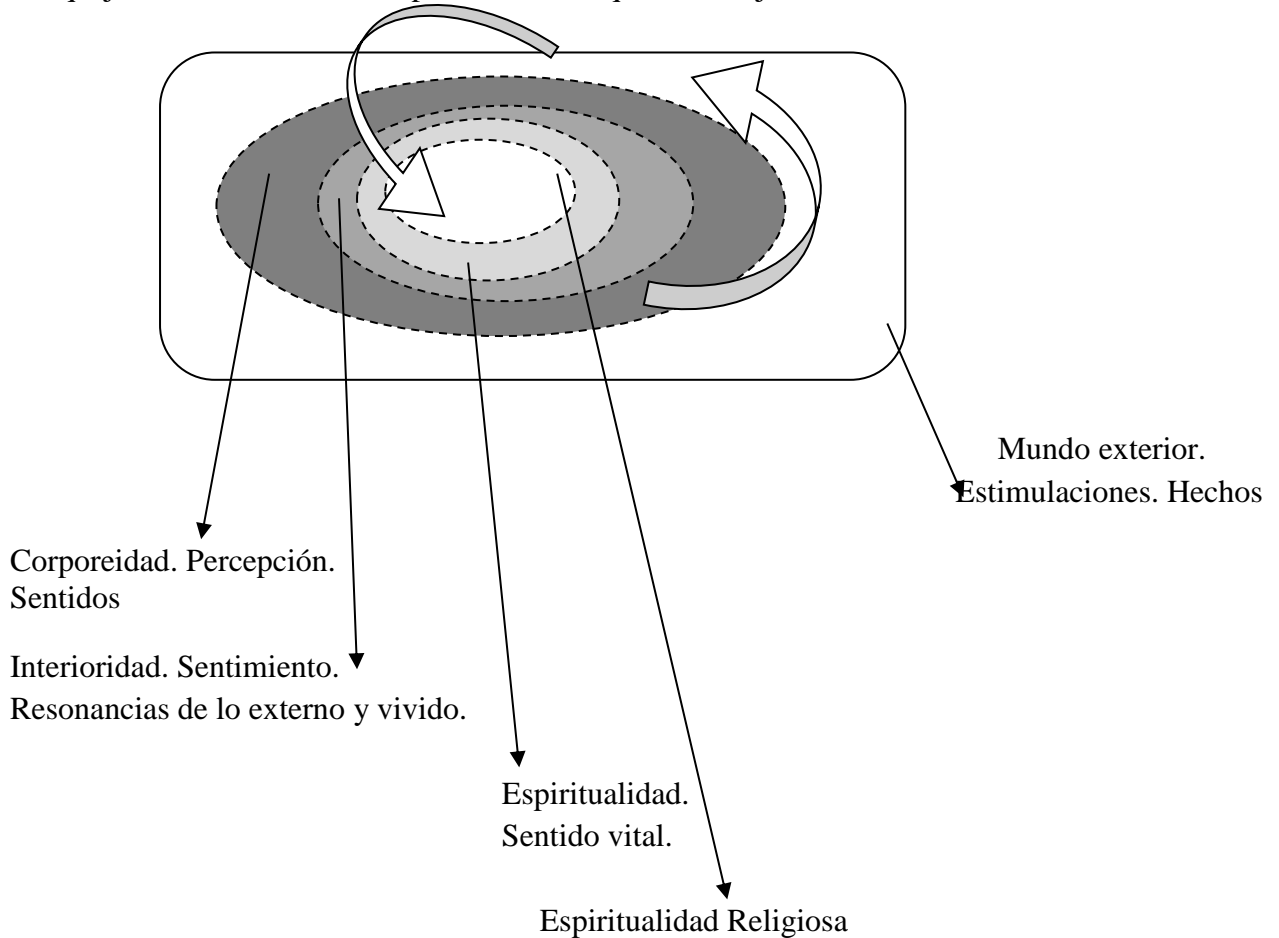 Mundo exterior.
Estimulaciones. Hechos
Corporeidad. Percepción.
Sentidos
Interioridad. Sentimiento.
Resonancias de lo externo y vivido.
Espiritualidad.
Sentido vital.
Espiritualidad Religiosa